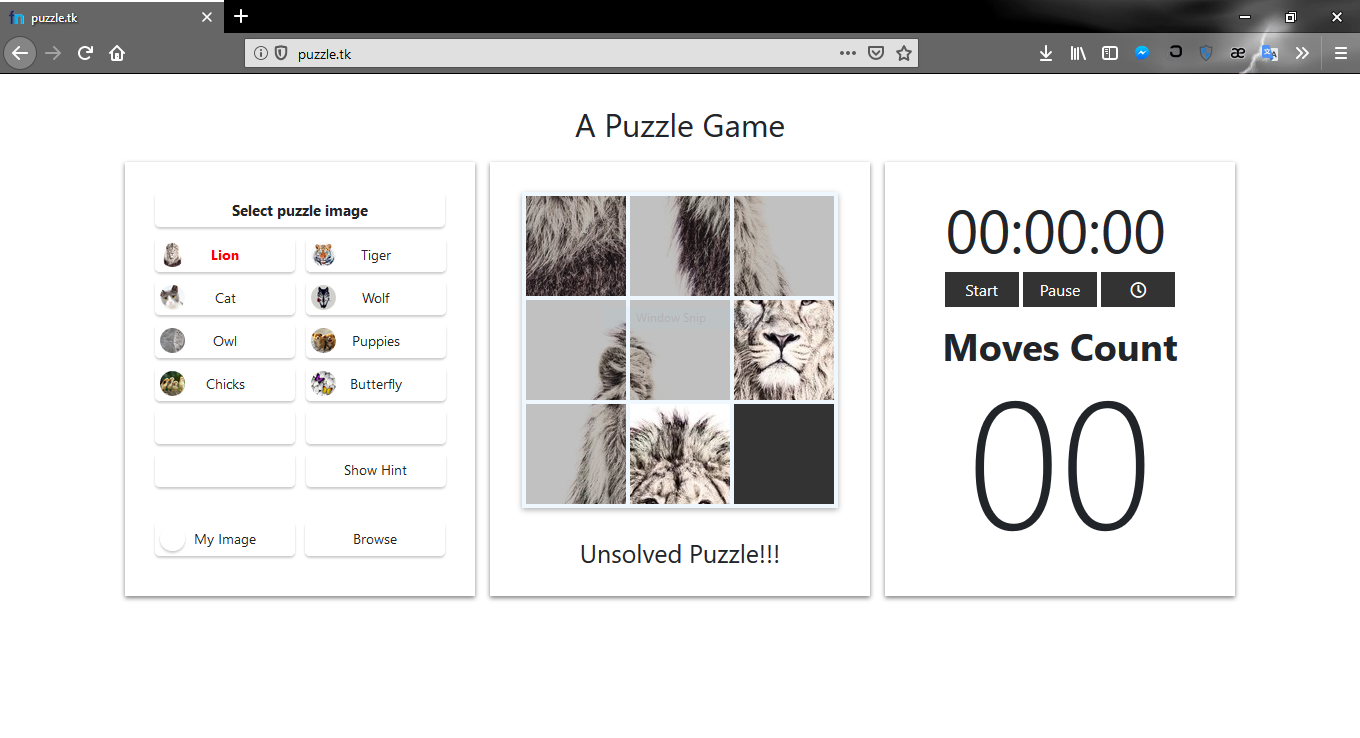 fn puzzle.tk
puzzle.tk
æ
A Puzzle Game
Select puzzle image
Lion
Tiger
Cat
Wolf
Owl
Puppies
Chicks
Butterfly
Show Hint
My Image
Browse
Window Snip
Unsolved Puzzle!!!
00:00:00
Start
Pause
Moves Count
00